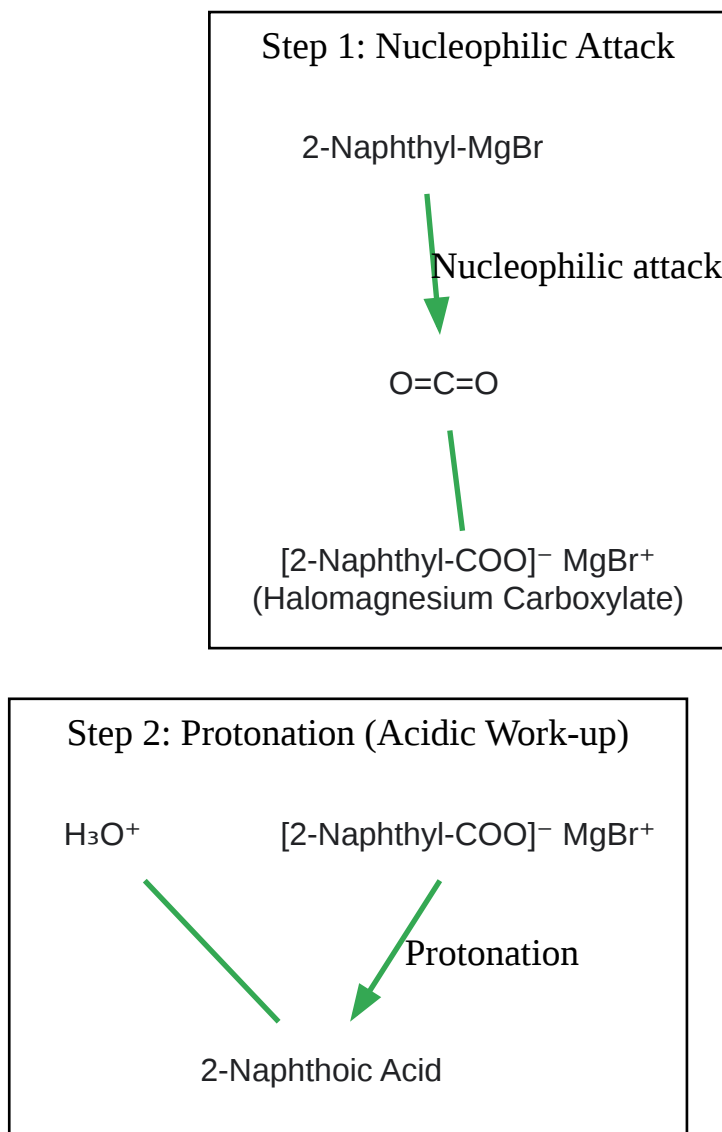 Step 1: Nucleophilic Attack
2-Naphthyl-MgBr
Nucleophilic attack
O=C=O
[2-Naphthyl-COO]⁻ MgBr⁺
(Halomagnesium Carboxylate)
Step 2: Protonation (Acidic Work-up)
H₃O⁺ [2-Naphthyl-COO]⁻ MgBr⁺
Protonation
2-Naphthoic Acid